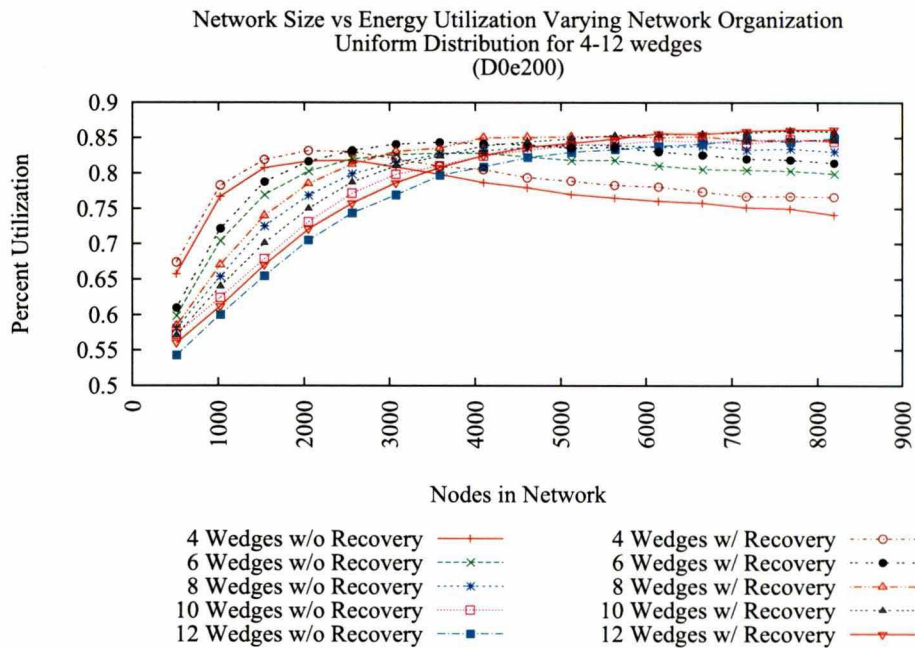 Network Size vs Energy Utilization Varying Network Organization
Uniform Distribution for 4-12 wedges
(D0e200)
0.9
0.85
0.8
0.75
0.7
0.65
0.6
0.55
0.5
Percent Utilization
0
1000
2000
3000
4000
5000
6000
7000
8000
9000
Nodes in Network
4 Wedges w/o Recovery
6 Wedges w/o Recovery
8 Wedges w/o Recovery
10 Wedges w/o Recovery
12 Wedges w/o Recovery
4 Wedges w/ Recovery
6 Wedges w/ Recovery
8 Wedges w/ Recovery
10 Wedges w/ Recovery
12 Wedges w/ Recovery